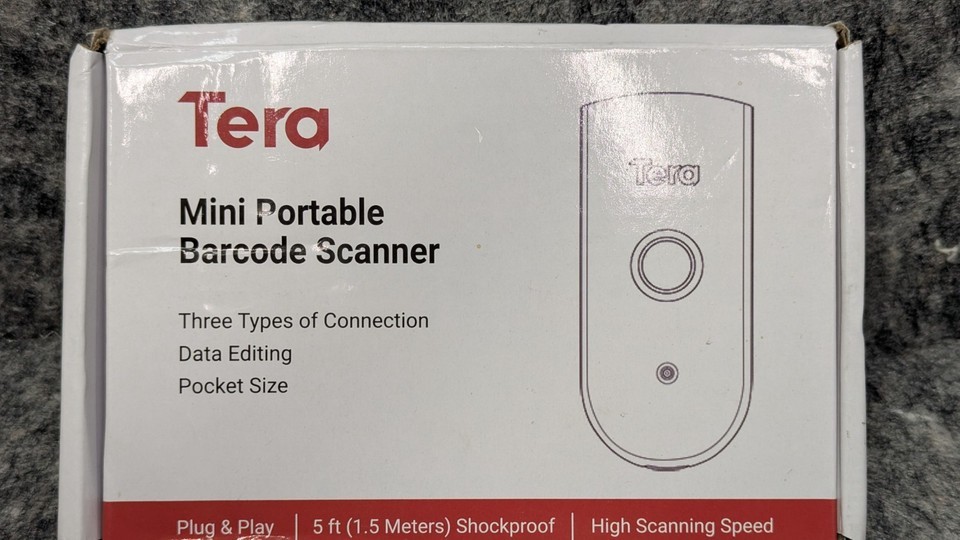 Tera
Mini Portable
Barcode Scanner
Three Types of Connection
Data Editing
Pocket Size
Tera
Plug & Play | 5 ft (1.5 Meters) Shockproof | High Scanning Speed